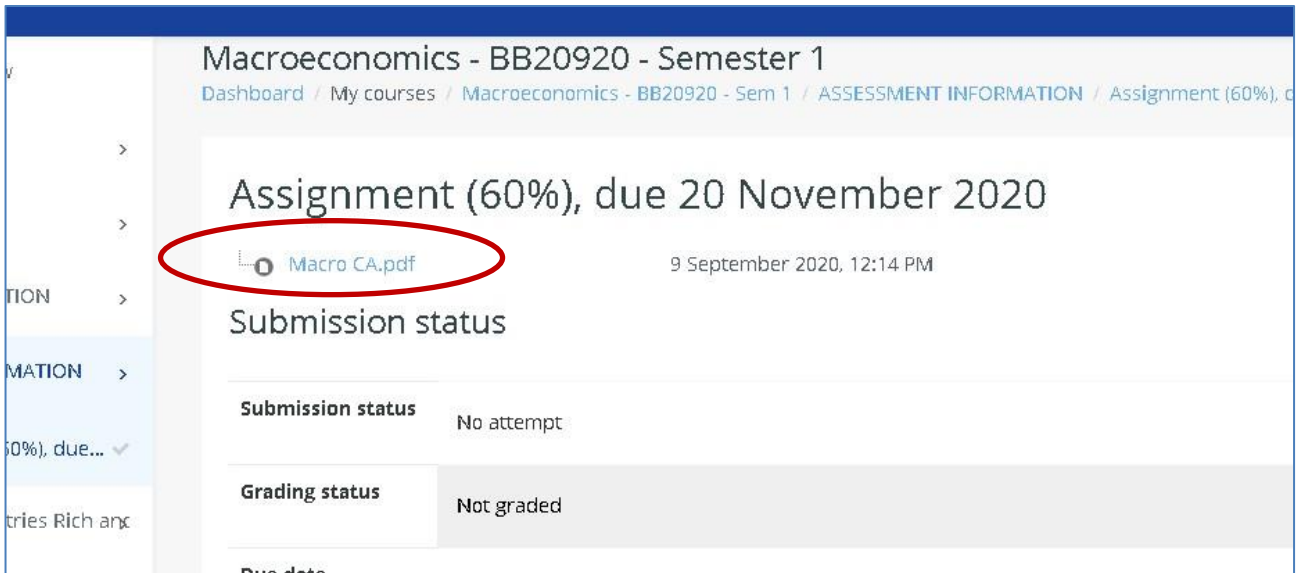 Macroeconomics - BB20920 - Semester 1
Dashboard / My courses / Macroeconomics - BB20920 - Sem 1 / ASSESSMENT INFORMATION / Assignment (60%),
Assignment (60%), due 20 November 2020
Macro CA.pdf 9 September 2020, 12:14 PM
TION
Submission status
MATION
Submission status No attempt
0%), due...
Grading status Not graded
tries Rich an
Due date